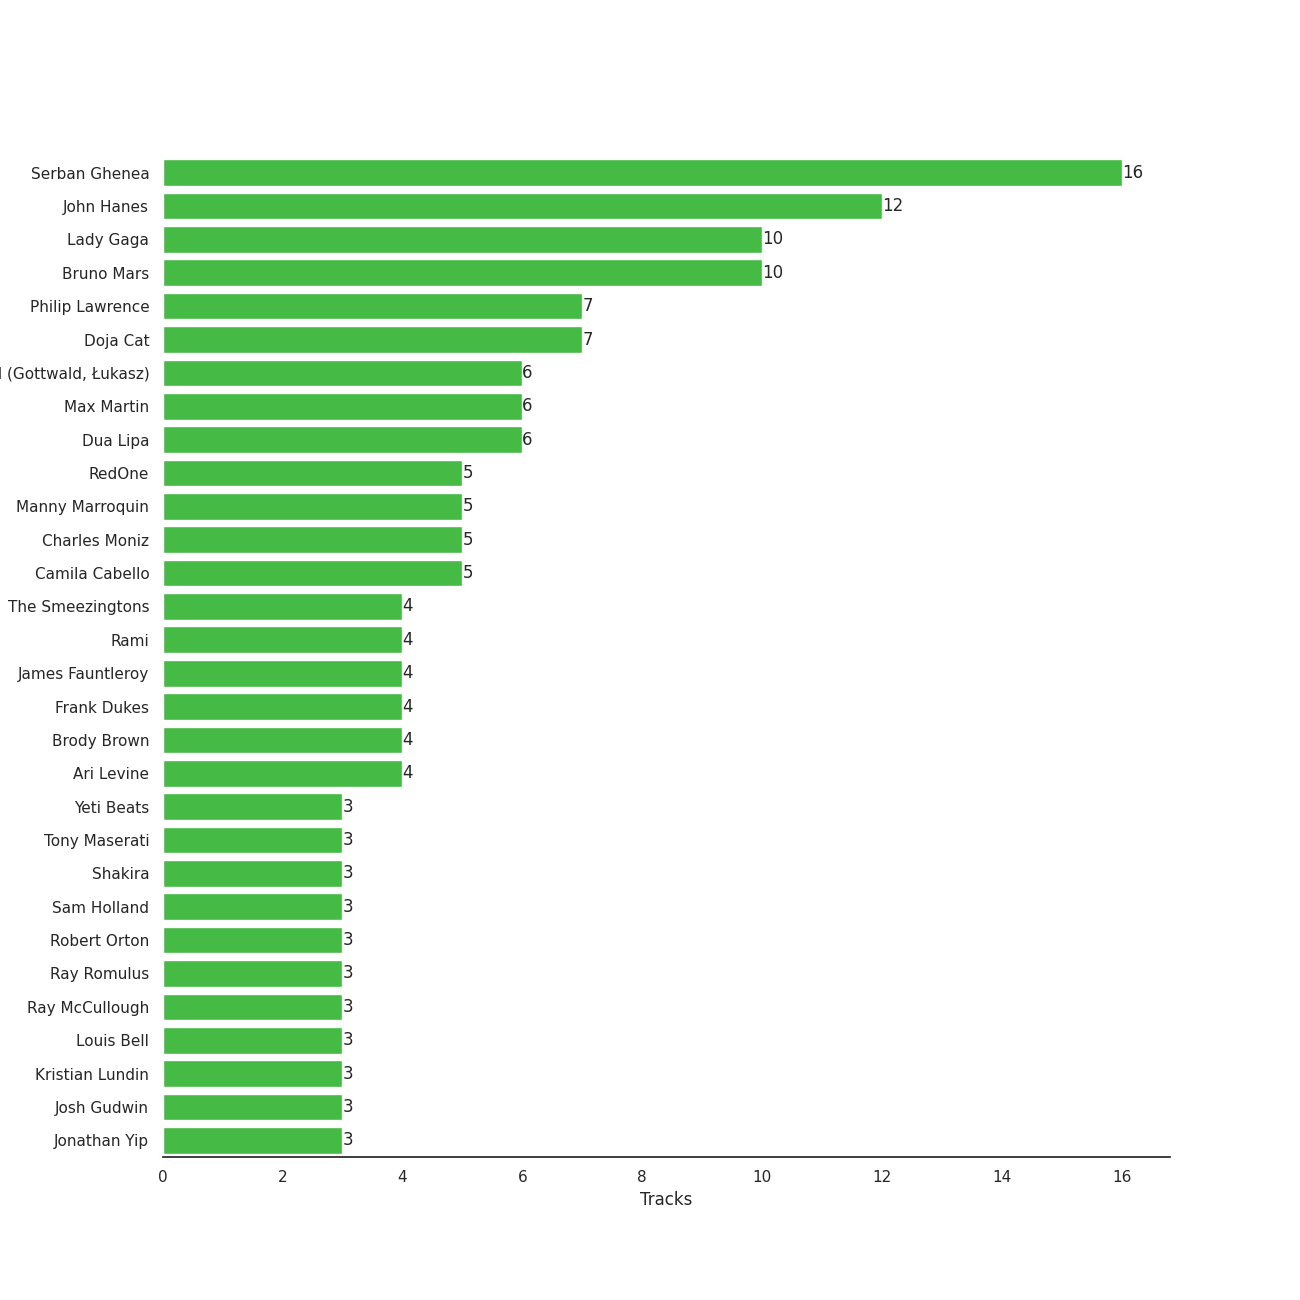 Serban Ghenea 16
John Hanes 12
Lady Gaga 10
Bruno Mars 10
Philip Lawrence 7
Doja Cat 7
(Gottwald, Łukasz) 6
Max Martin 6
Dua Lipa 6
RedOne 5
Manny Marroquin 5
Charles Moniz 5
Camila Cabello 5
The Smeezingtons 4
Rami 4
James Fauntleroy 4
Frank Dukes 4
Brody Brown 4
Ari Levine 4
Yeti Beats 3
Tony Maserati 3
Shakira 3
Sam Holland 3
Robert Orton 3
Ray Romulus 3
Ray McCullough 3
Louis Bell 3
Kristian Lundin 3
Josh Gudwin 3
Jonathan Yip 3
0 2 4 6 8 10 12 14 16
Tracks